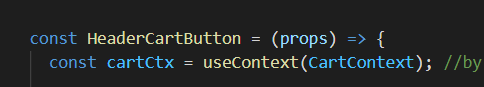 const HeaderCartButton = (props) => {
const cartCtx = useContext(CartContext); //by